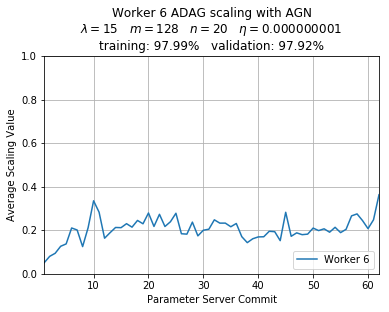 Worker 6 ADAG scaling with AGN
λ = 15 m = 128 n = 20 η = 0.000000001
training: 97.99% validation: 97.92%
Average Scaling Value
1.0
0.8
0.6
0.4
0.2
0.0
10 20 30 40 50 60
Worker 6
Parameter Server Commit